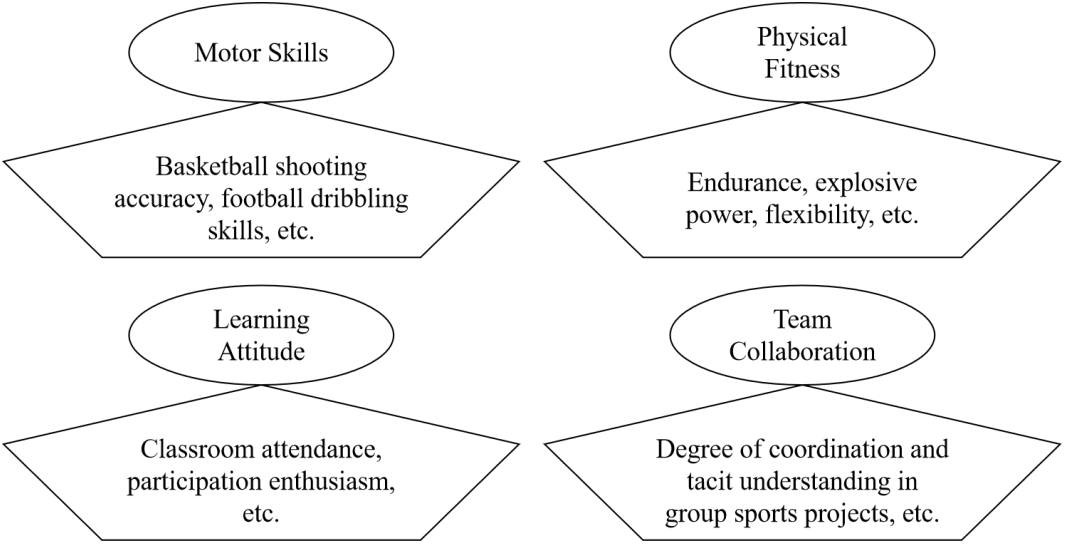 Motor Skills
Basketball shooting
accuracy, football dribbling
skills, etc.
Physical
Fitness
Endurance, explosive
power, flexibility, etc.
Learning
Attitude
Classroom attendance,
participation enthusiasm,
etc.
Team
Collaboration
Degree of coordination and
tacit understanding in
group sports projects, etc.